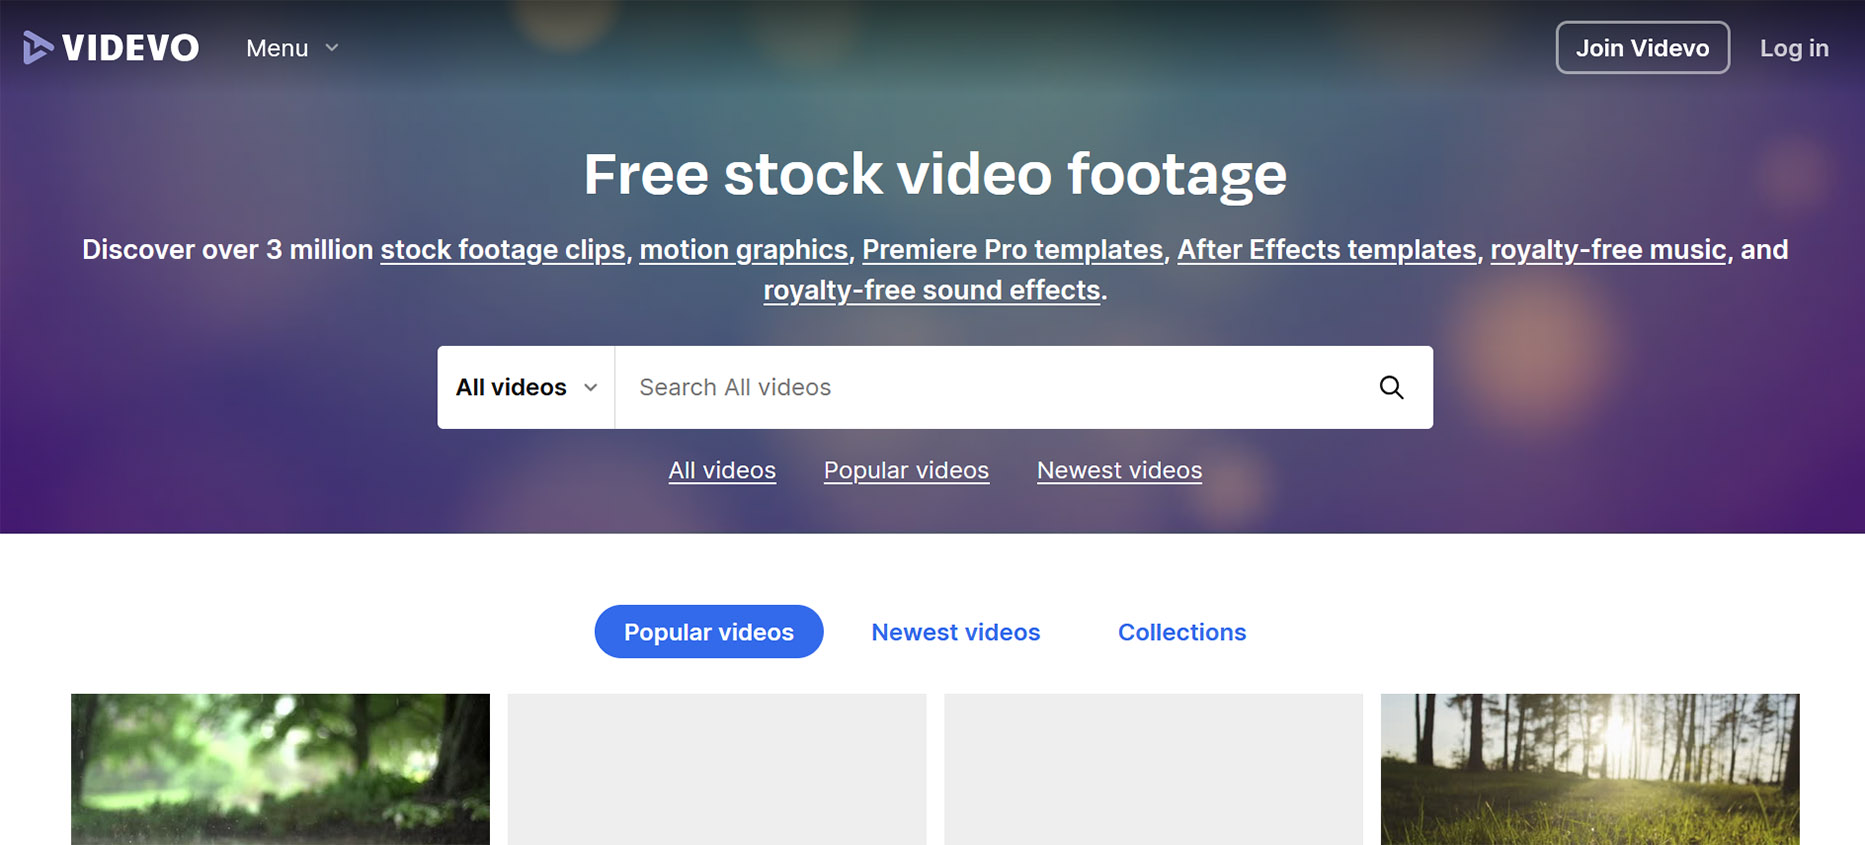 VIDEVO
Menu
Join Videvo
Log in
Free stock video footage
Discover over 3 million stock footage clips, motion graphics, Premiere Pro templates, After Effects templates, royalty-free music, and
royalty-free sound effects.
All videos
Search All videos
All videos
Popular videos
Newest videos
Popular videos
Newest videos
Collections